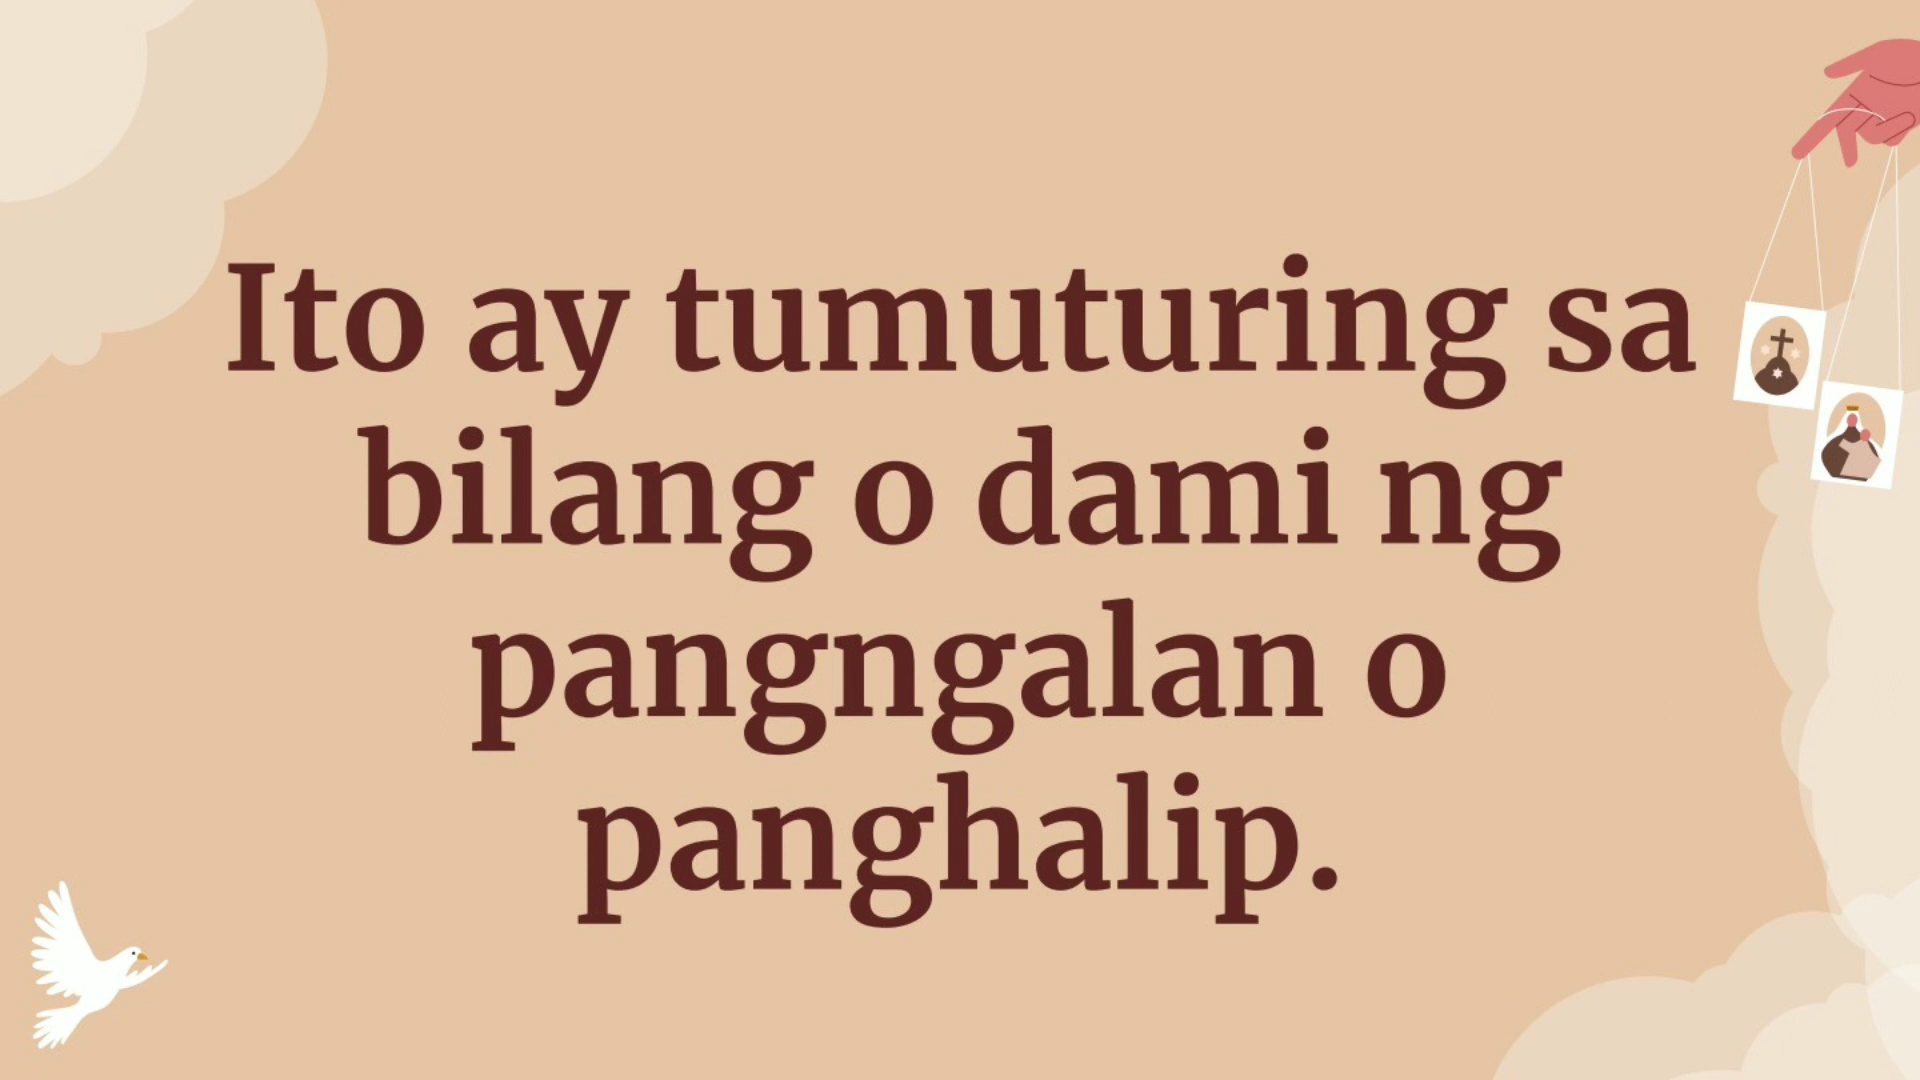 Ito ay tumuturing sa
bilang o dami ng
pangngalan o
panghalip.